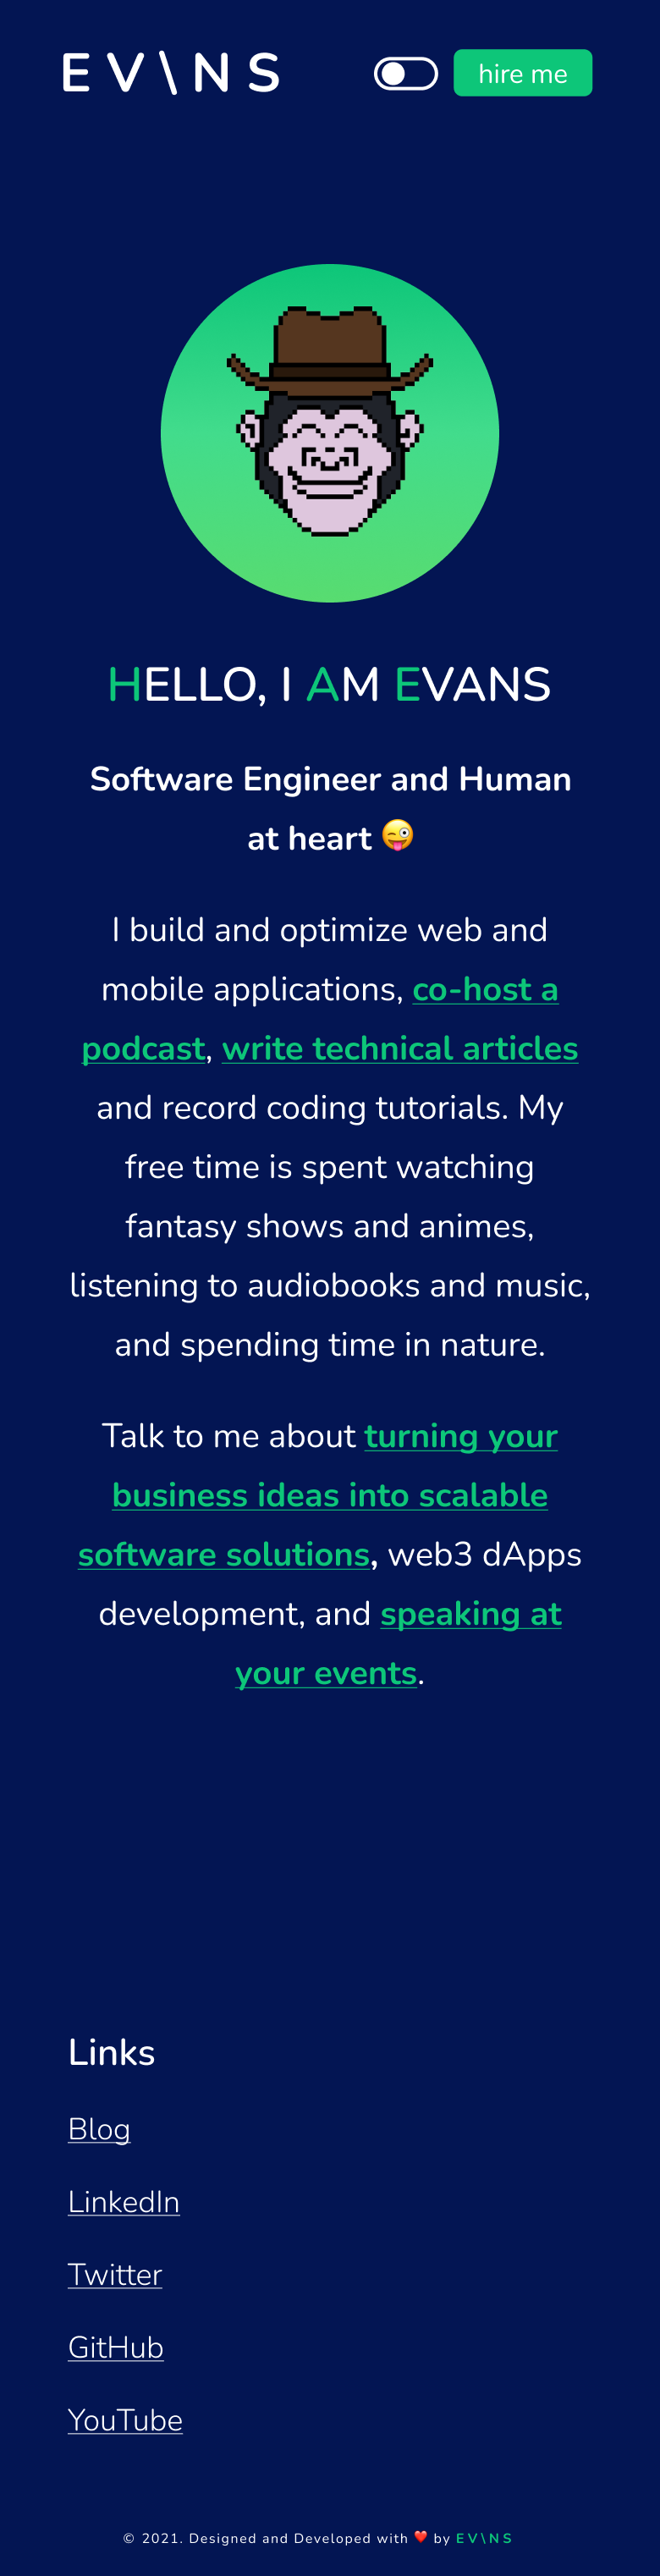 EV\NS
hire me
HELLO, I AM EVANS
Software Engineer and Human
at heart 😜
I build and optimize web and
mobile applications, co-host a
podcast, write technical articles
and record coding tutorials. My
free time is spent watching
fantasy shows and animes,
listening to audiobooks and music,
and spending time in nature.
Talk to me about turning your
business ideas into scalable
software solutions, web3 dApps
development, and speaking at
your events.
Links
Blog
LinkedIn
Twitter
GitHub
YouTube
© 2021. Designed and Developed with ❤️ by EV\NS